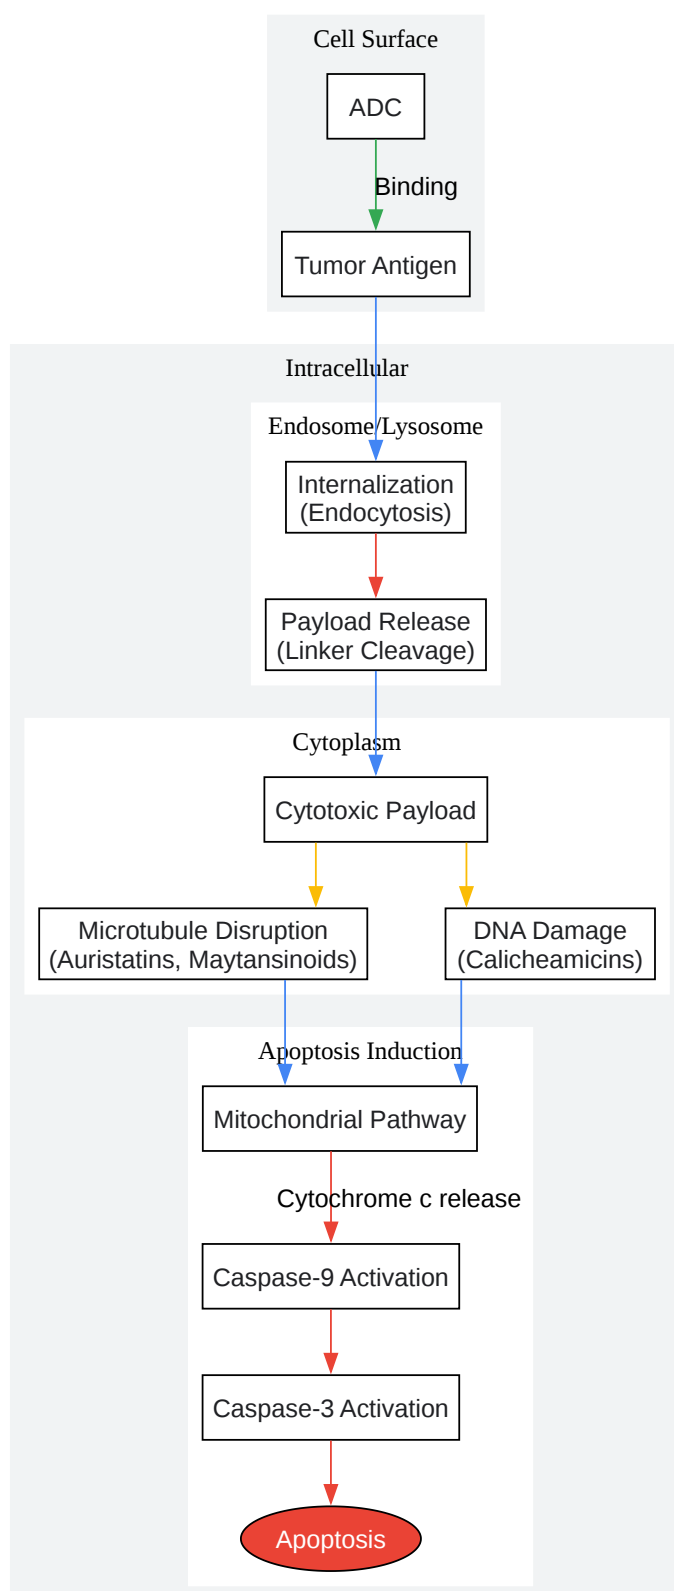 Cell Surface
ADC
Binding
Tumor Antigen
Intracellular
Endosome/Lysosome
Internalization
(Endocytosis)
Payload Release
(Linker Cleavage)
Cytoplasm
Cytotoxic Payload
Microtubule Disruption
(Auristatins, Maytansinoids)
DNA Damage
(Calicheamicins)
Apoptosis Induction
Mitochondrial Pathway
Cytochrome c release
Caspase-9 Activation
Caspase-3 Activation
Apoptosis